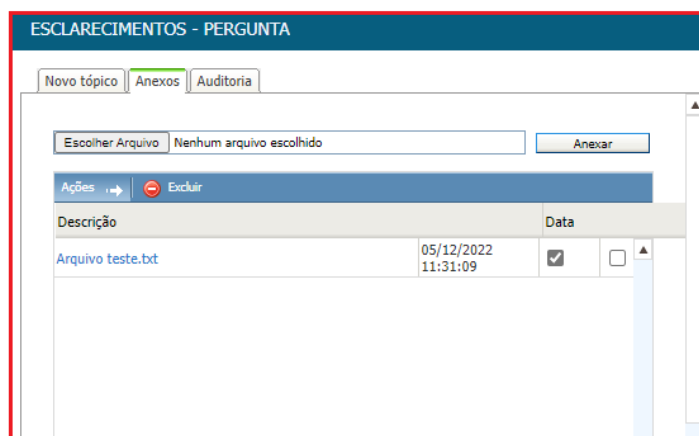 ESCLARECIMENTOS - PERGUNTA
Novo tópico Anexos Auditoria
Escolher Arquivo Nenhum arquivo escolhido Anexar
Ações Excluir
Descrição Data
Arquivo teste.txt 05/12/2022
11:31:09